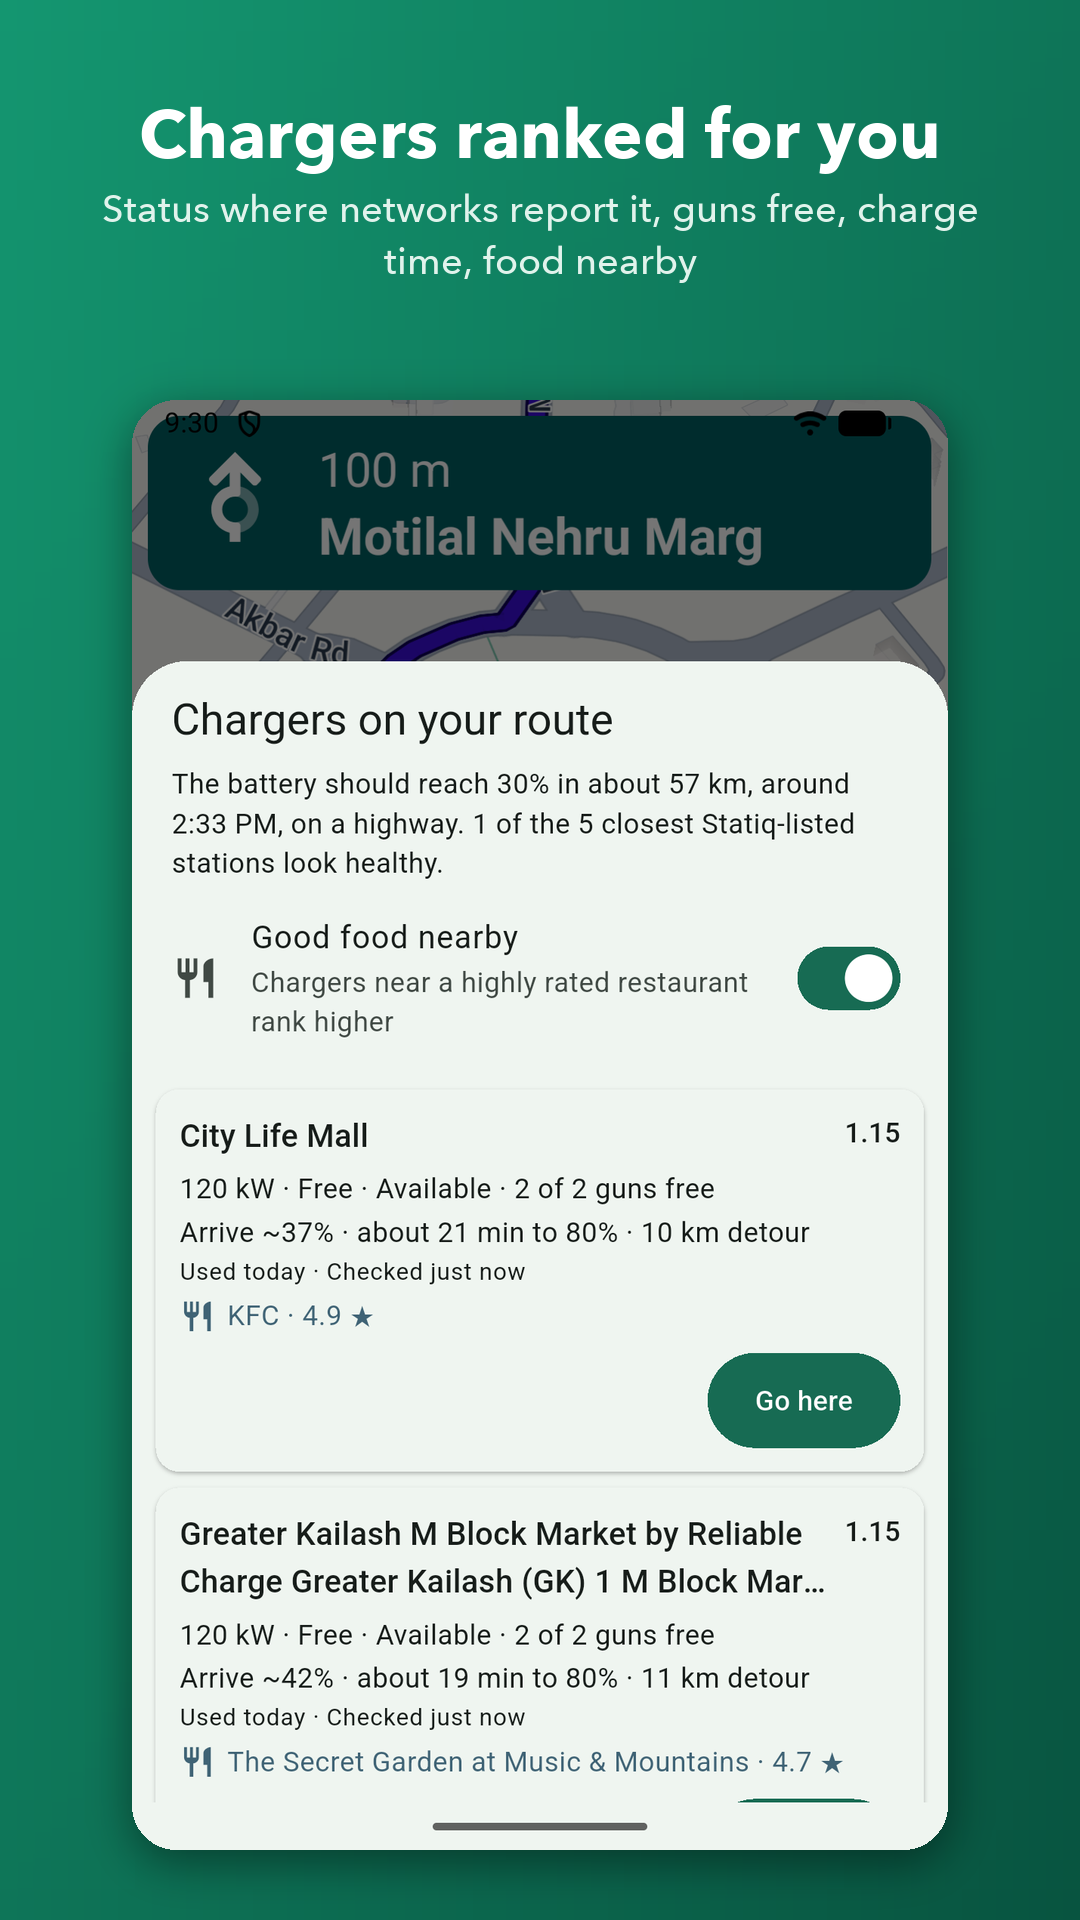 Chargers ranked for you
Status where networks report it, guns free, charge
time, food nearby
9:30
100 m
Motilal Nehru Marg
Akbar Rd
Chargers on your route
The battery should reach 30% in about 57 km, around
2:33 PM, on a highway. 1 of the 5 closest Statiq-listed
stations look healthy.
Good food nearby
Chargers near a highly rated restaurant
rank higher
City Life Mall 1.15
120 kW · Free · Available · 2 of 2 guns free
Arrive ~37% · about 21 min to 80% · 10 km detour
Used today · Checked just now
KFC · 4.9 ★
Go here
Greater Kailash M Block Market by Reliable 1.15
Charge Greater Kailash (GK) 1 M Block Mar…
120 kW · Free · Available · 2 of 2 guns free
Arrive ~42% · about 19 min to 80% · 11 km detour
Used today · Checked just now
The Secret Garden at Music & Mountains · 4.7 ★